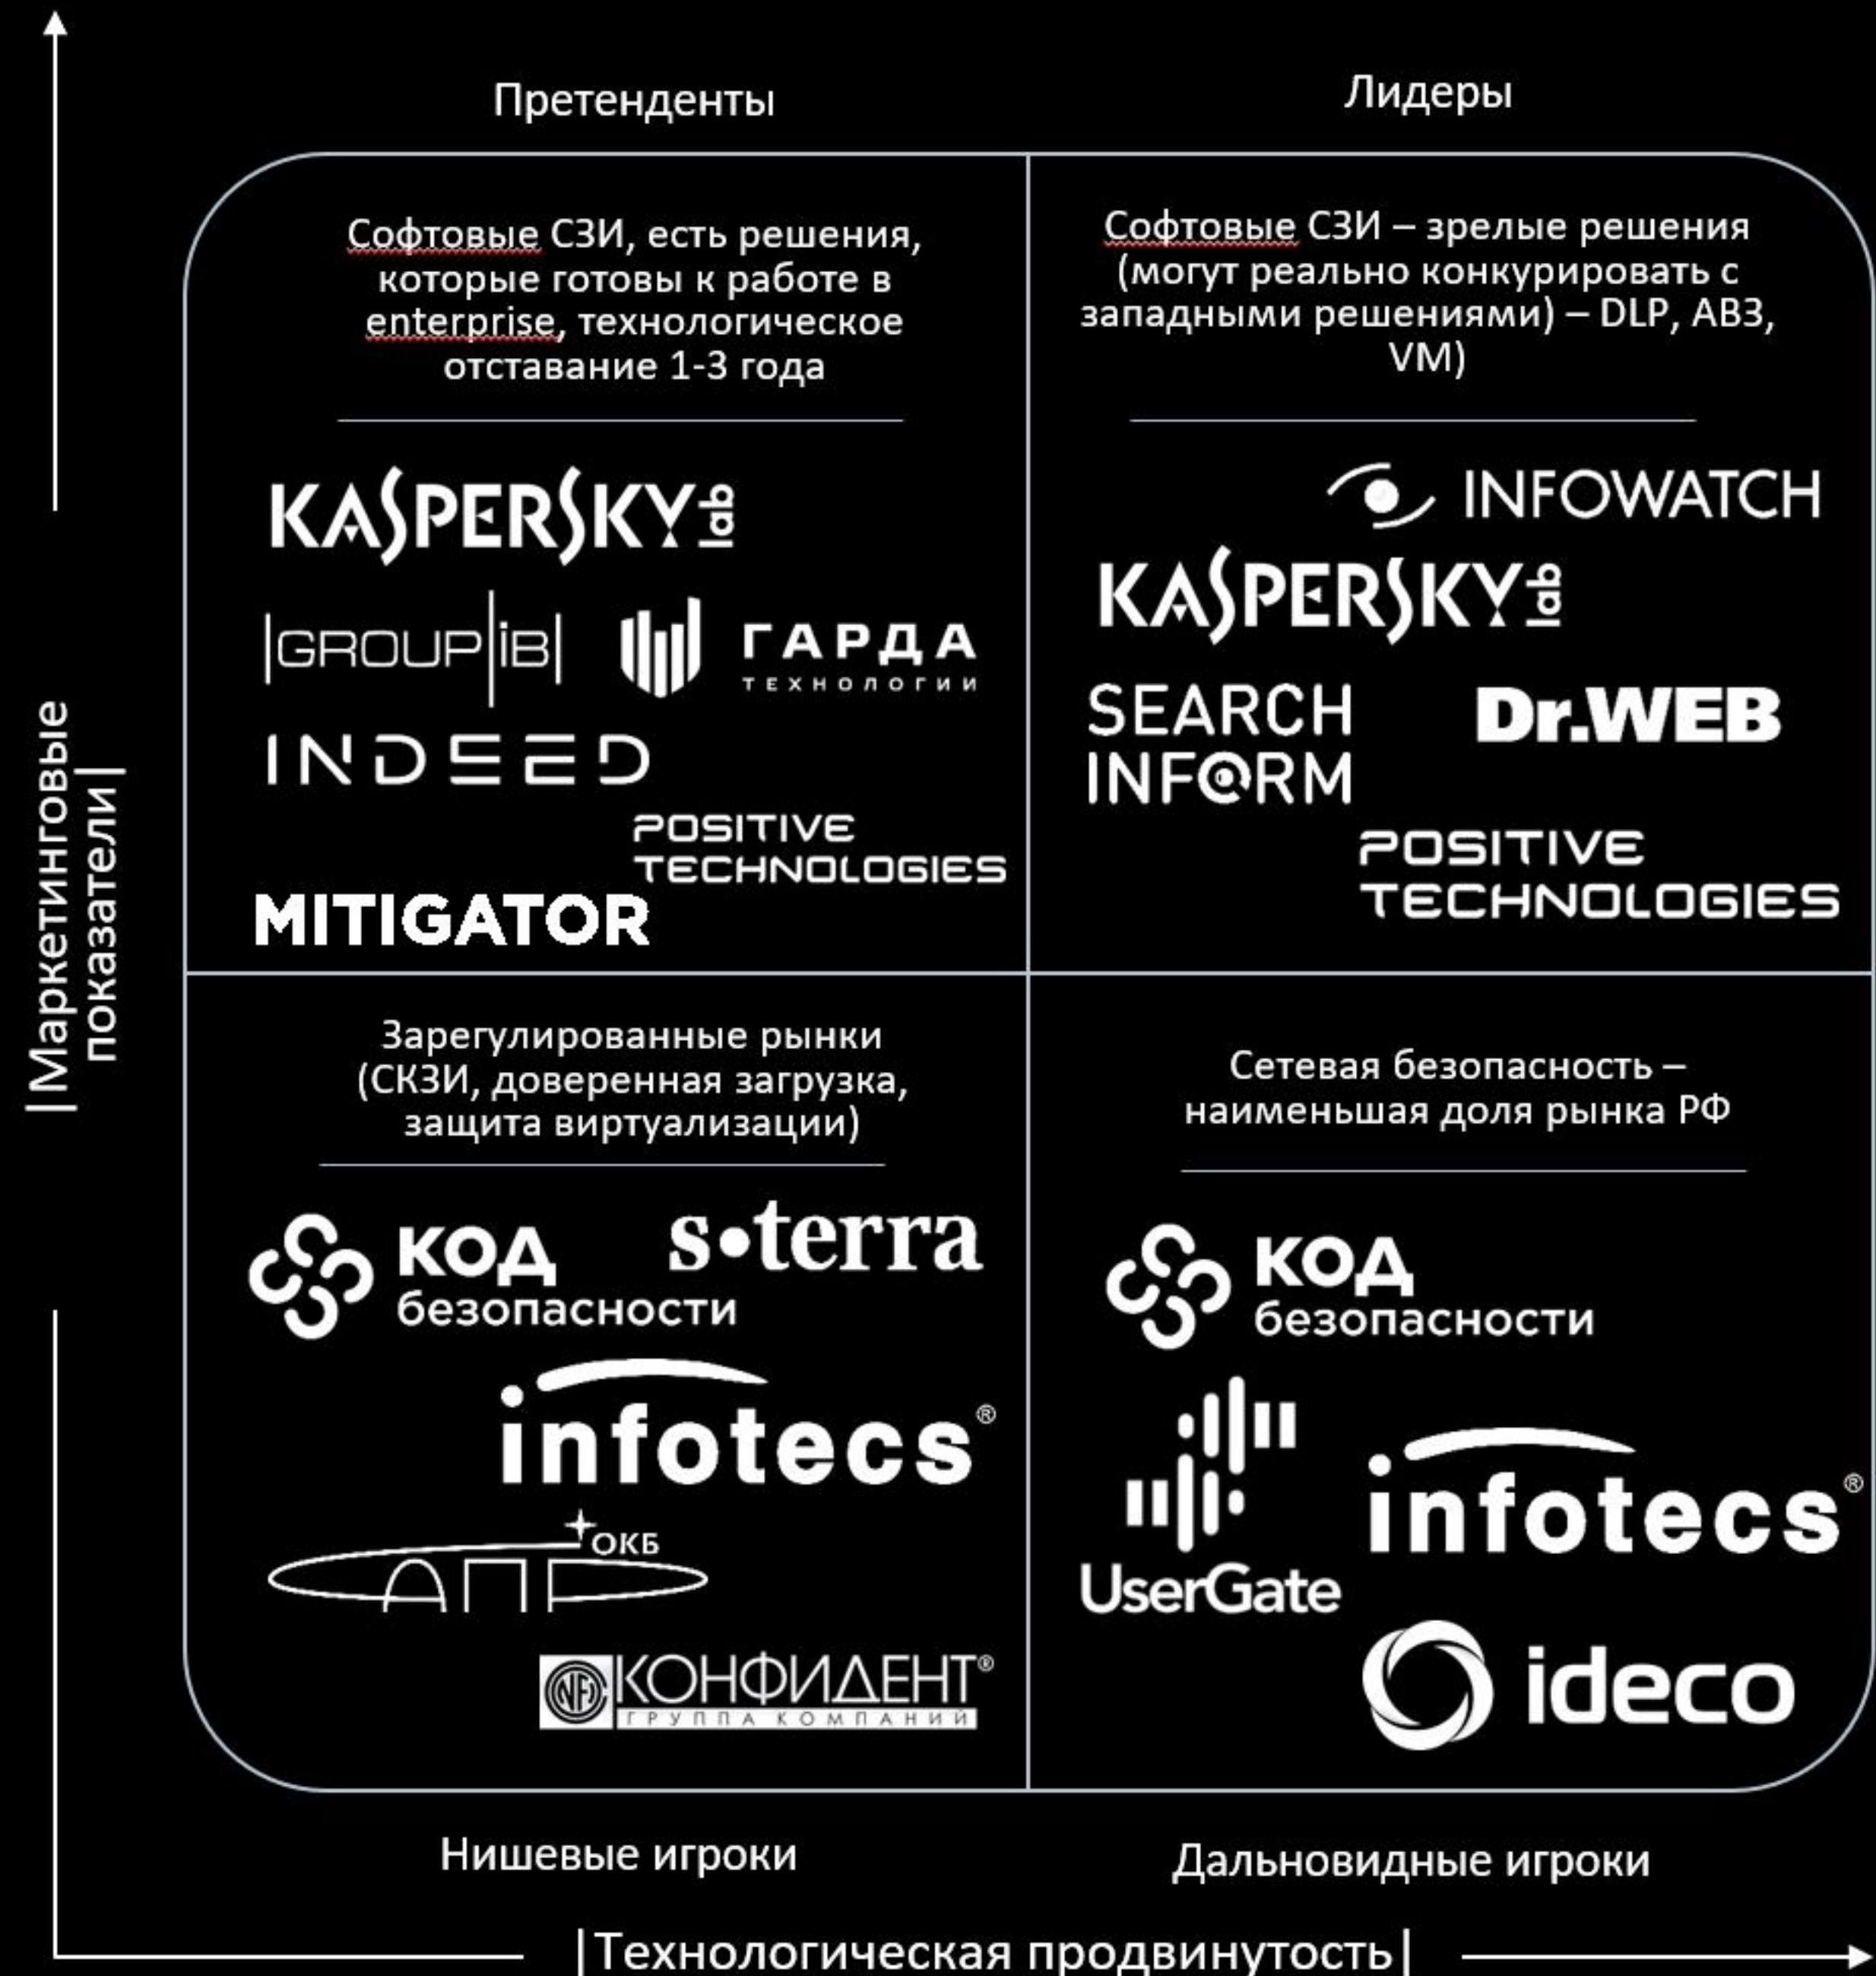 Претенденты
Лидеры
Софтовые СЗИ, есть решения,
которые готовы к работе в
enterprise, технологическое
отставание 1-3 года
KASPERSKY lab
|GROUP|iB|
ГАРДА
ТЕХНОЛОГИИ
INDEED
POSITIVE
TECHNOLOGIES
MITIGATOR
Софтовые СЗИ – зрелые решения
(могут реально конкурировать с
западными решениями) – DLP, АВЗ,
VM)
INFOWATCH
KASPERSKY lab
SEARCH
INFORM
Dr.WEB
POSITIVE
TECHNOLOGIES
|Маркетинговые
показатели|
Зарегулированные рынки
(СКЗИ, доверенная загрузка,
защита виртуализации)
КОД
безопасности
s•terra
infotecs®
ОКБ
САПР
КОНФИДЕНТ®
ГРУППА КОМПАНИЙ
Сетевая безопасность –
наименьшая доля рынка РФ
КОД
безопасности
UserGate
infotecs®
ideco
Нишевые игроки
Дальновидные игроки
|Технологическая продвинутость|